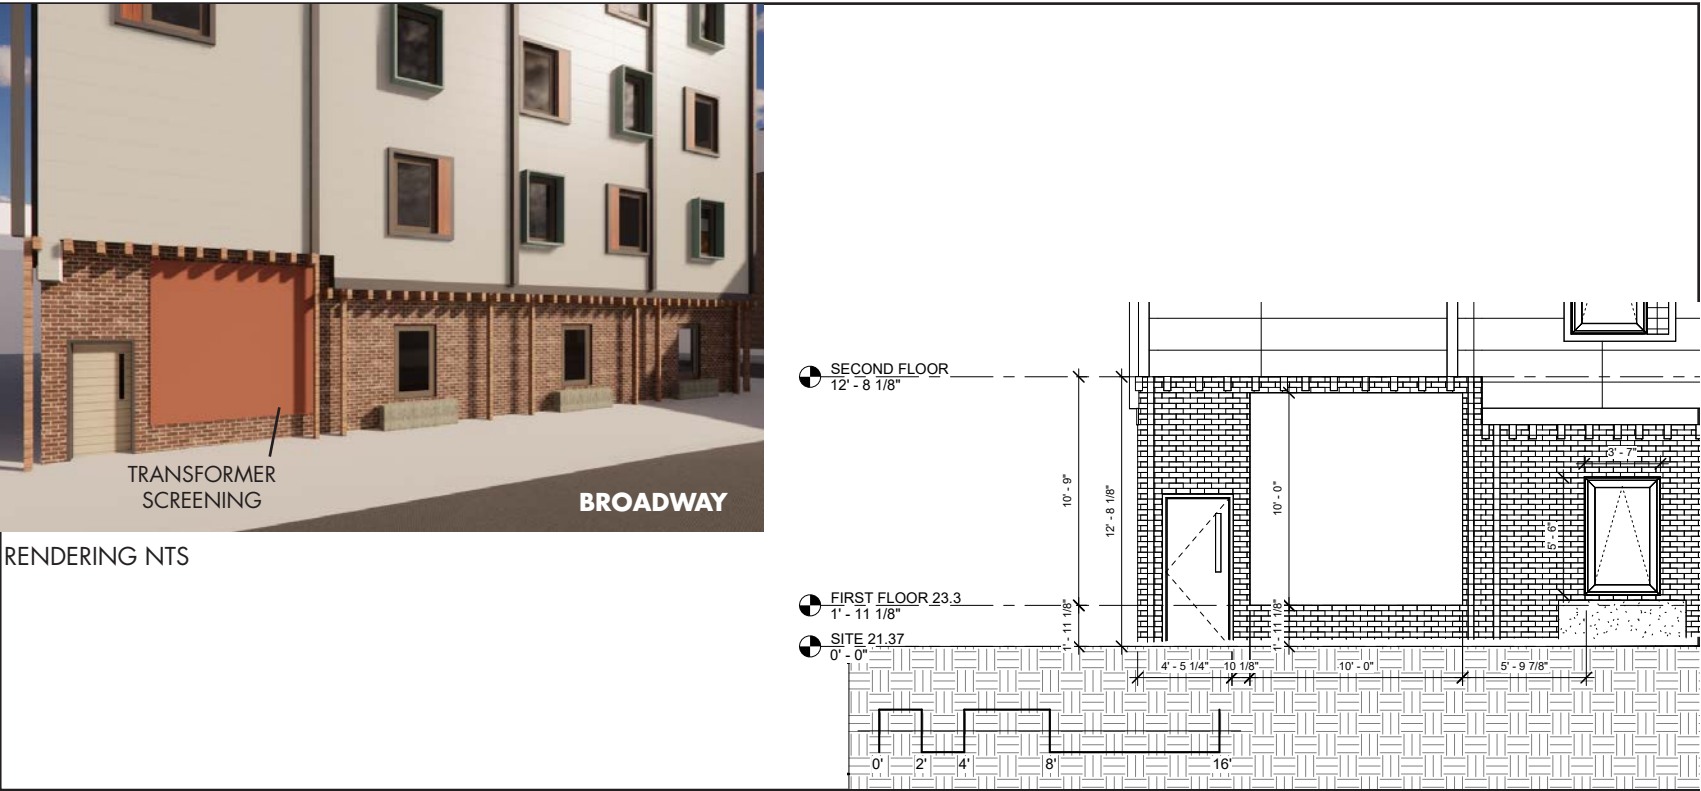 TRANSFORMER
SCREENING
BROADWAY
RENDERING NTS
SECOND FLOOR
12' - 8 1/8"
FIRST FLOOR 23.3
1' - 11 1/8"
SITE 21.37
0' - 0"
10' - 9"
12' - 8 1/8"
10' - 0"
1' - 11 1/8"
1' - 11 1/8"
3' - 7"
5' - 6"
4' - 5 1/4"
10 1/8"
10' - 0"
5' - 9 7/8"
0'
2'
4'
8'
16'